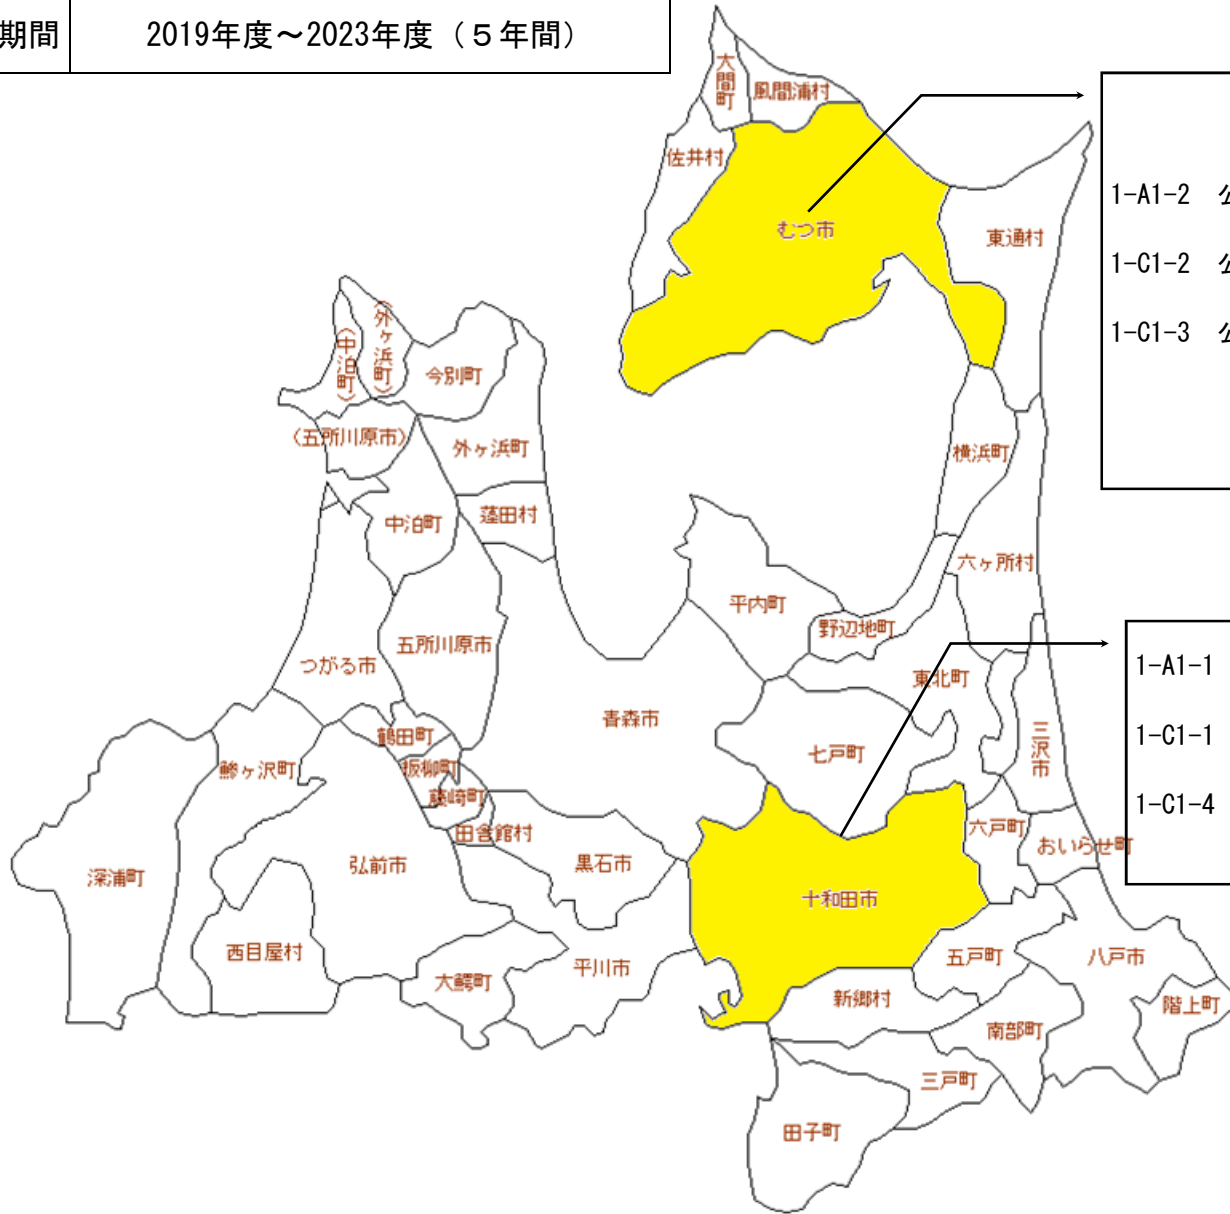 期間 2019年度～2023年度（５年間）
大間町
風間浦村
佐井村
むつ市
東通村
1-A1-2 公
1-C1-2 公
1-C1-3 公
(外ヶ浜町)
(中泊町)
今別町
(五所川原市)
外ヶ浜町
横浜町
中泊町
蓬田村
六ヶ所村
平内町
野辺地町
五所川原市
つがる市
東北町
1-A1-1
1-C1-1
1-C1-4
青森市
三沢市
鶴田町
七戸町
鰺ヶ沢町
板柳町
藤崎町
田舎館村
六戸町
おいらせ町
弘前市
黒石市
深浦町
十和田市
西目屋村
大鰐町
平川市
五戸町
八戸市
新郷村
階上町
南部町
三戸町
田子町